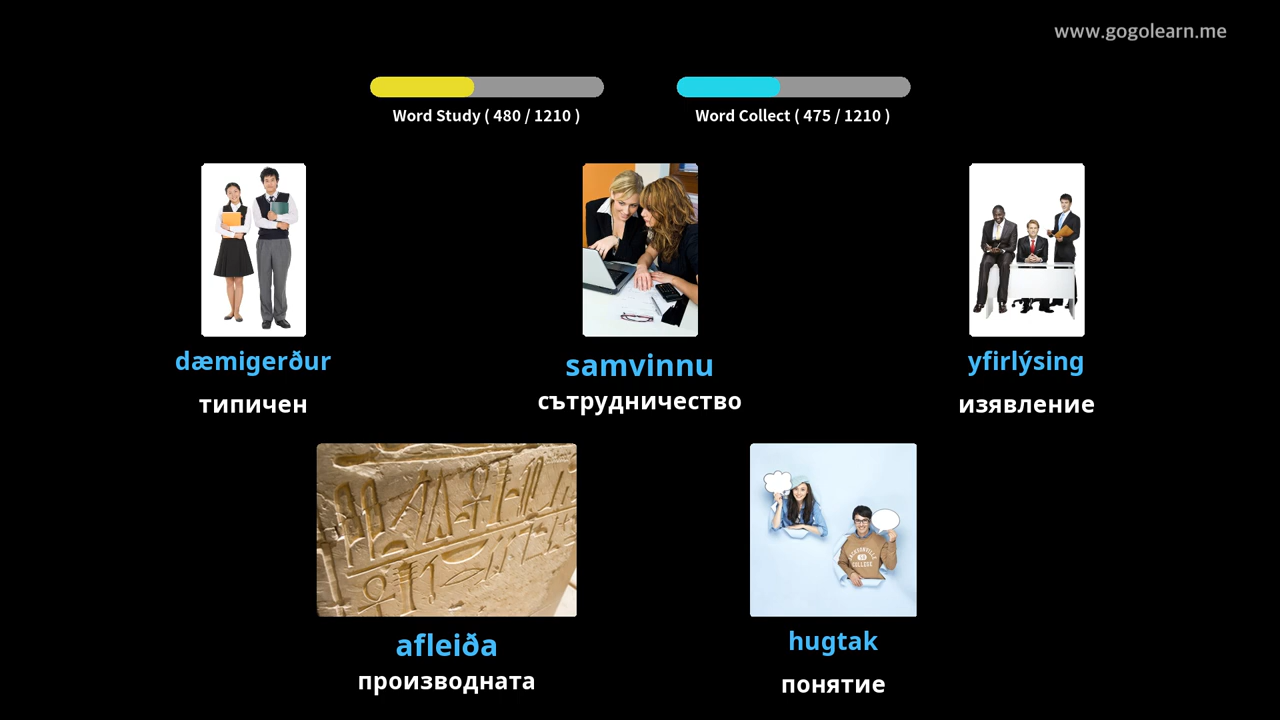 www.gogolearn.me
Word Study ( 480 / 1210 )
Word Collect ( 475 / 1210 )
dæmigerður
типичен
samvinnu
сътрудничество
yfirlýsing
изявление
afleiða
производната
hugtak
понятие